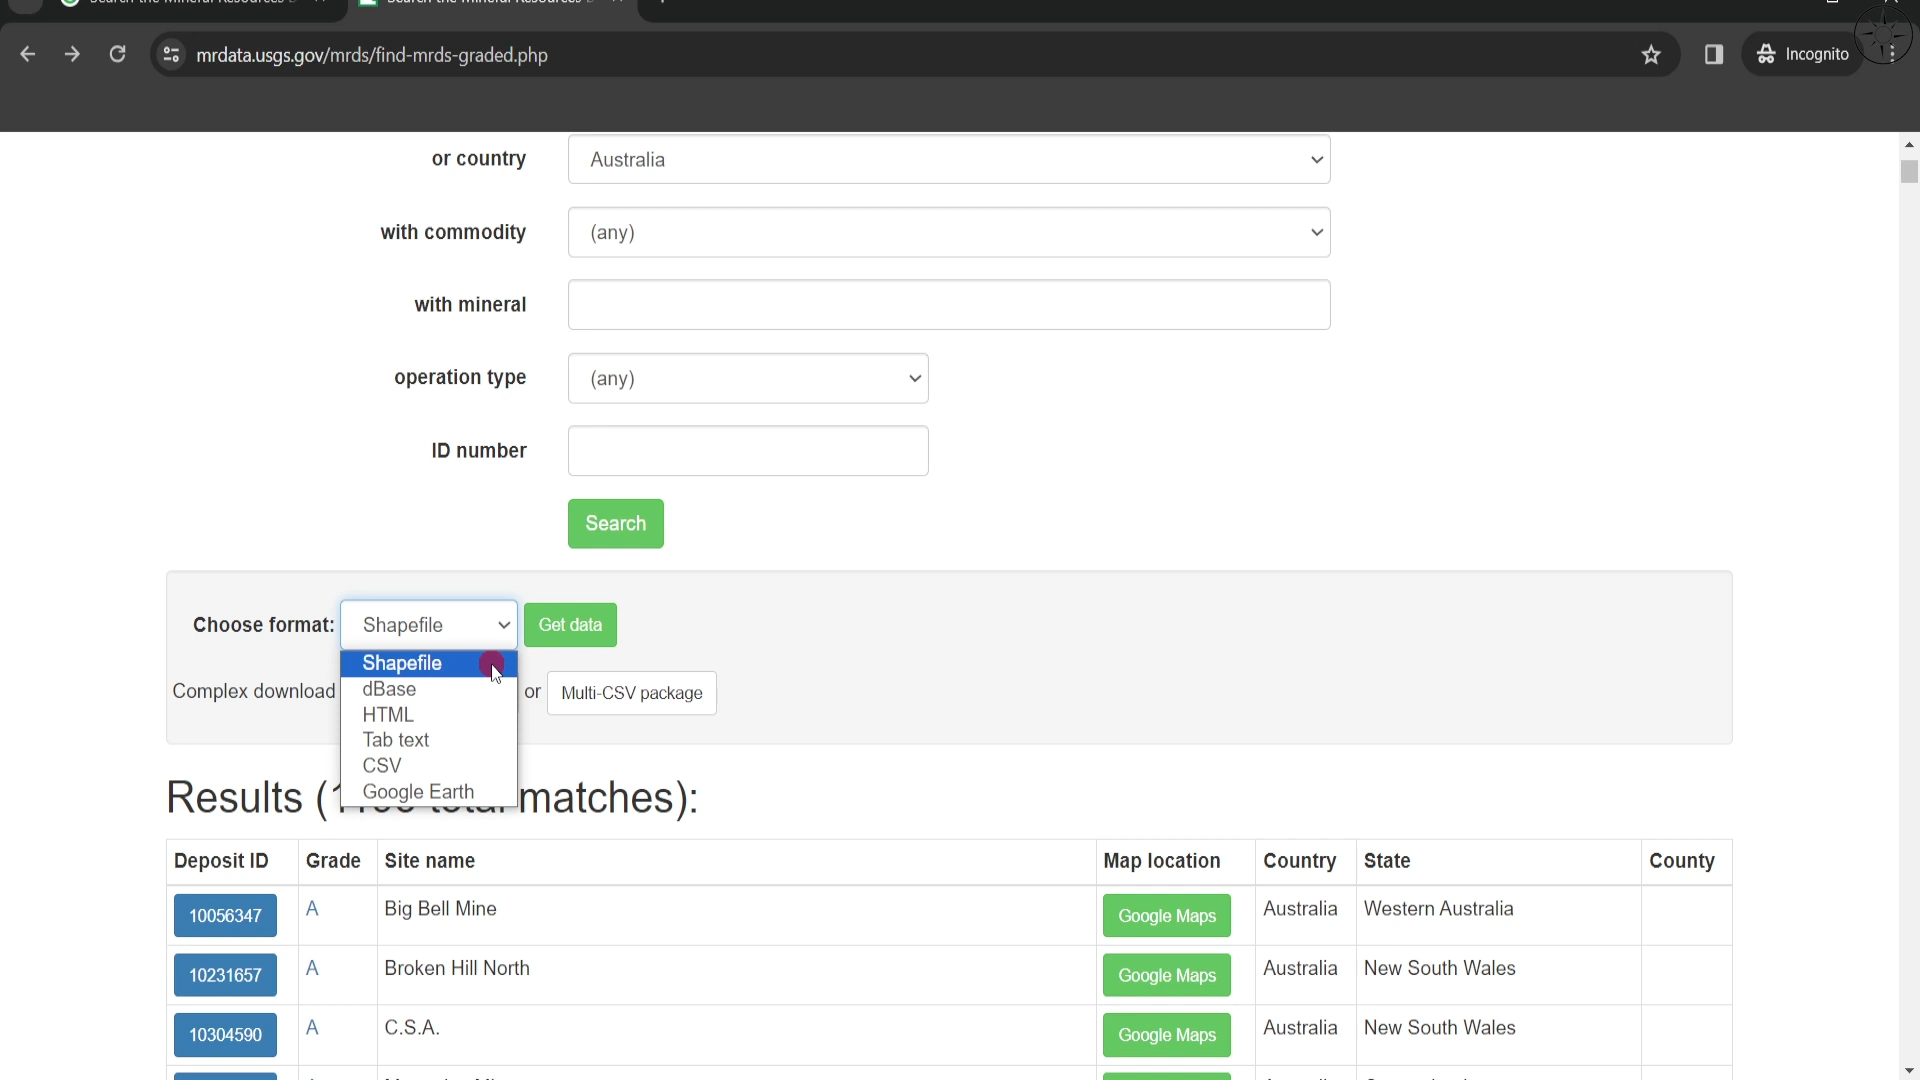 mrdata.usgs.gov/mrds/find-mrds-graded.php
Incognito
or country
Australia
with commodity
(any)
with mineral
operation type
(any)
ID number
Search
Choose format:
Shapefile
Get data
Shapefile
dBase
HTML
Tab text
CSV
Google Earth
Complex download
or
Multi-CSV package
Results (
matches):
Deposit ID
Grade
Site name
Map location
Country
State
County
10056347
A
Big Bell Mine
Google Maps
Australia
Western Australia
10231657
A
Broken Hill North
Google Maps
Australia
New South Wales
10304590
A
C.S.A.
Google Maps
Australia
New South Wales